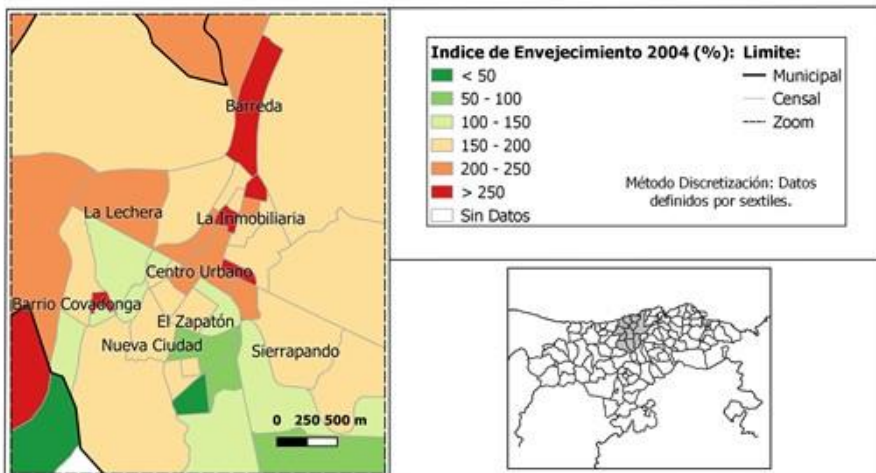 Barreda
La Lechera
La Inmobiliaria
Centro Urbano
Barrio Covadonga
El Zapatón
Nueva Ciudad
Sierrapando
0 250 500 m
Indice de Envejecimiento 2004 (%):
< 50
50 - 100
100 - 150
150 - 200
200 - 250
> 250
Sin Datos
Limite:
Municipal
Censal
Zoom
Método Discretización: Datos
definidos por sextiles.